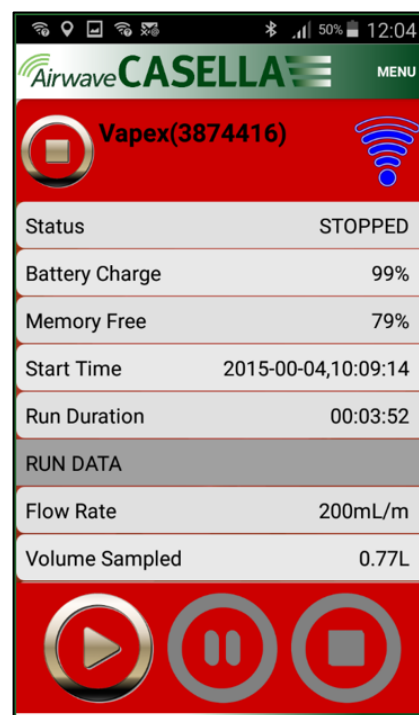 50% 12:04
Airwave CASELLA MENU
Vapex(3874416)
Status STOPPED
Battery Charge 99%
Memory Free 79%
Start Time 2015-00-04,10:09:14
Run Duration 00:03:52
RUN DATA
Flow Rate 200mL/m
Volume Sampled 0.77L